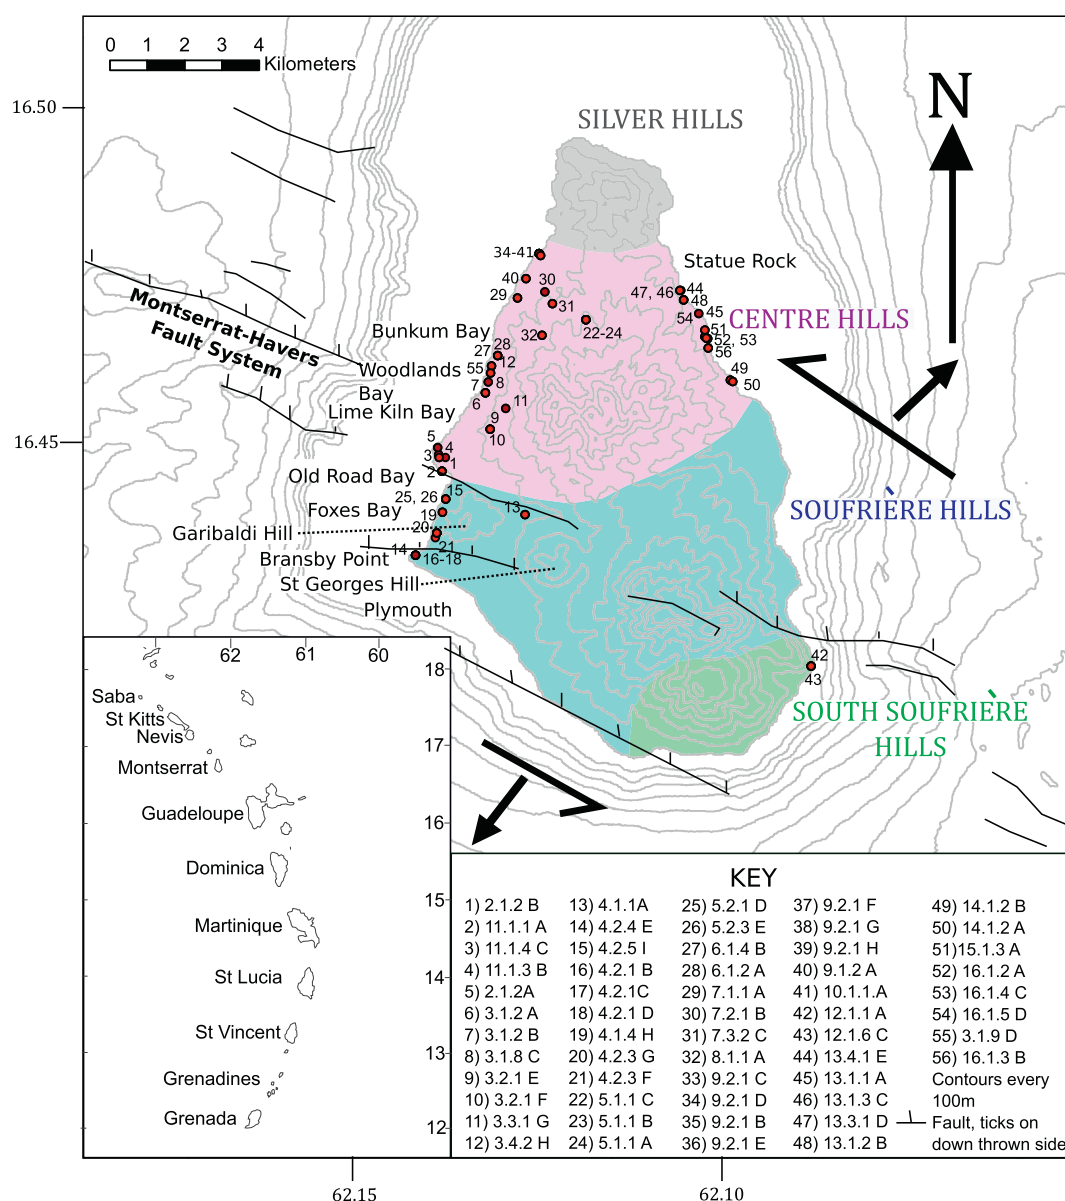 0 1 2 3 4
Kilometers
N
16.50
SILVER HILLS
34-41
Statue Rock
40 30
47, 46 44
29 31 48
54 45
CENTRE HILLS
Bunkum Bay 32 22-24 51
52, 53
28
27 56
Montserrat-Havers
Fault System
Woodlands
Bay
55 12
49
7 8 50
6 11
Lime Kiln Bay
9
16.45
5 4 10
3 1
Old Road Bay 2
15
25, 26
SOUFRIÈRE HILLS
Foxes Bay 19 13
Garibaldi Hill 20
14 21
Bransby Point 16-18
St Georges Hill
Plymouth
42
43
SOUTH SOUFRIÈRE
HILLS
62 61 60
18
Saba
St Kitts
Nevis
17
Montserrat
Guadeloupe
16
Dominica
15
Martinique
14
St Lucia
St Vincent
13
Grenadines
Grenada
12
KEY
1) 2.1.2 B
2) 11.1.1 A
3) 11.1.4 C
4) 11.1.3 B
5) 2.1.2A
6) 3.1.2 A
7) 3.1.2 B
8) 3.1.8 C
9) 3.2.1 E
10) 3.2.1 F
11) 3.3.1 G
12) 3.4.2 H
13) 4.1.1A
14) 4.2.4 E
15) 4.2.5 I
16) 4.2.1 B
17) 4.2.1C
18) 4.2.1 D
19) 4.1.4 H
20) 4.2.3 G
21) 4.2.3 F
22) 5.1.1 C
23) 5.1.1 B
24) 5.1.1 A
25) 5.2.1 D
26) 5.2.3 E
27) 6.1.4 B
28) 6.1.2 A
29) 7.1.1 A
30) 7.2.1 B
31) 7.3.2 C
32) 8.1.1 A
33) 9.2.1 C
34) 9.2.1 D
35) 9.2.1 B
36) 9.2.1 E
37) 9.2.1 F
38) 9.2.1 G
39) 9.2.1 H
40) 9.1.2 A
41) 10.1.1.A
42) 12.1.1 A
43) 12.1.6 C
44) 13.4.1 E
45) 13.1.1 A
46) 13.1.3 C
47) 13.3.1 D
48) 13.1.2 B
49) 14.1.2 B
50) 14.1.2 A
51)15.1.3 A
52) 16.1.2 A
53) 16.1.4 C
54) 16.1.5 D
55) 3.1.9 D
56) 16.1.3 B
Contours every
100m
Fault, ticks on
down thrown side
62.15 62.10